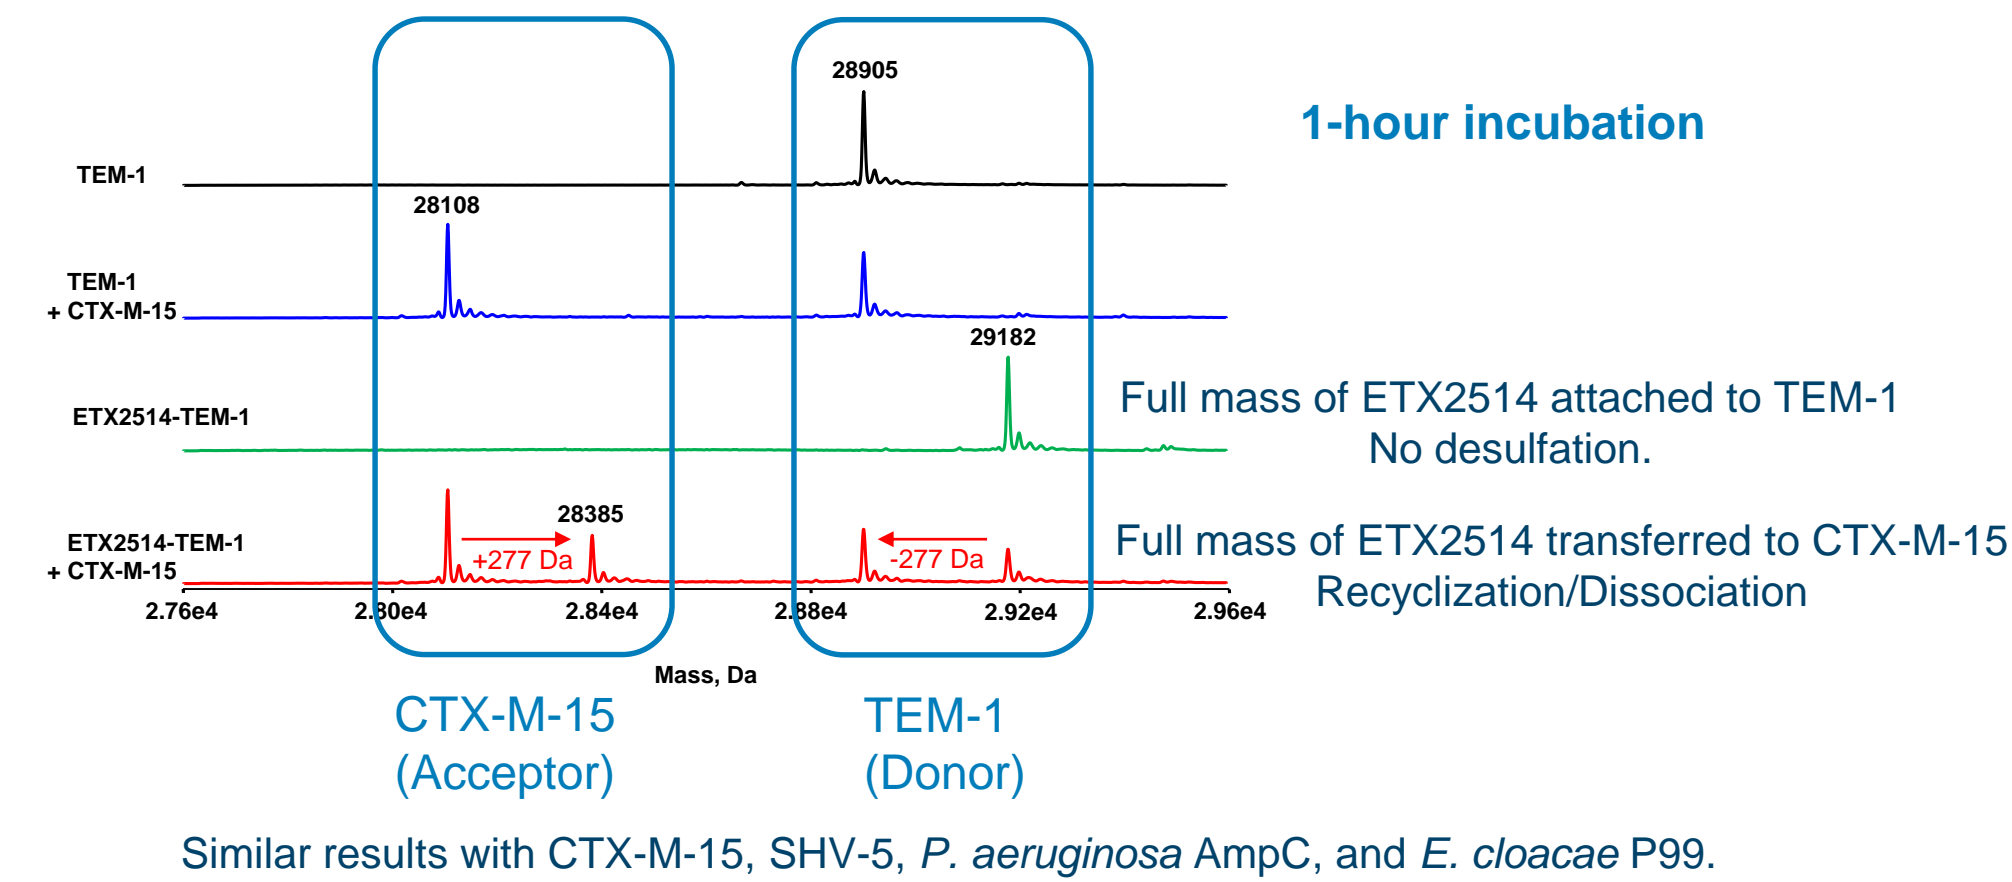 28905
1-hour incubation
TEM-1
28108
TEM-1
+ CTX-M-15
29182
Full mass of ETX2514 attached to TEM-1
No desulfation.
ETX2514-TEM-1
28385
ETX2514-TEM-1
+ CTX-M-15
+277 Da
-277 Da
Full mass of ETX2514 transferred to CTX-M-15
Recyclization/Dissociation
2.76e4 2.80e4 2.84e4 2.88e4 2.92e4 2.96e4
Mass, Da
CTX-M-15
(Acceptor)
TEM-1
(Donor)
Similar results with CTX-M-15, SHV-5, P. aeruginosa AmpC, and E. cloacae P99.